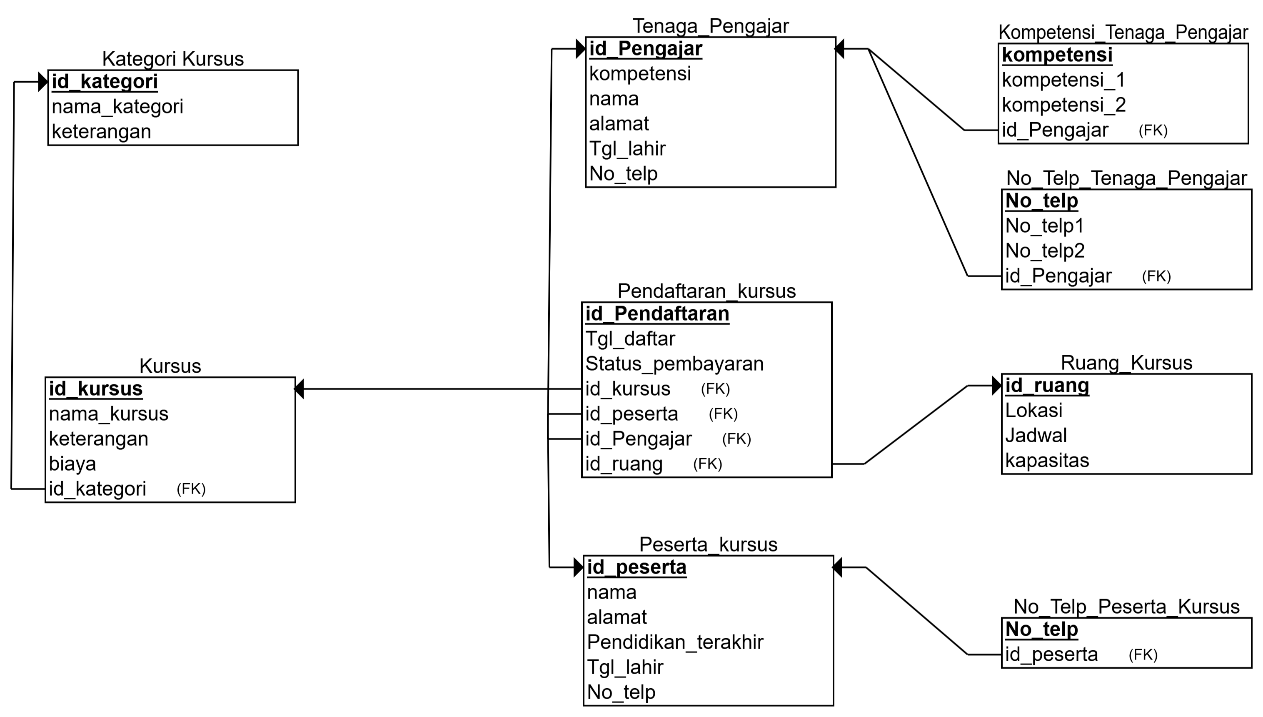 Kategori Kursus
id_kategori
nama_kategori
keterangan
Kursus
id_kursus
nama_kursus
keterangan
biaya
id_kategori (FK)
Tenaga_Pengajar
id_Pengajar
kompetensi
nama
alamat
Tgl_lahir
No_telp
Pendaftaran_kursus
id_Pendaftaran
Tgl_daftar
Status_pembayaran
id_kursus (FK)
id_peserta (FK)
id_Pengajar (FK)
id_ruang (FK)
Peserta_kursus
id_peserta
nama
alamat
Pendidikan_terakhir
Tgl_lahir
No_telp
Kompetensi_Tenaga_Pengajar
kompetensi
kompetensi_1
kompetensi_2
id_Pengajar (FK)
No_Telp_Tenaga_Pengajar
No_telp
No_telp1
No_telp2
id_Pengajar (FK)
Ruang_Kursus
id_ruang
Lokasi
Jadwal
kapasitas
No_Telp_Peserta_Kursus
No_telp
id_peserta (FK)